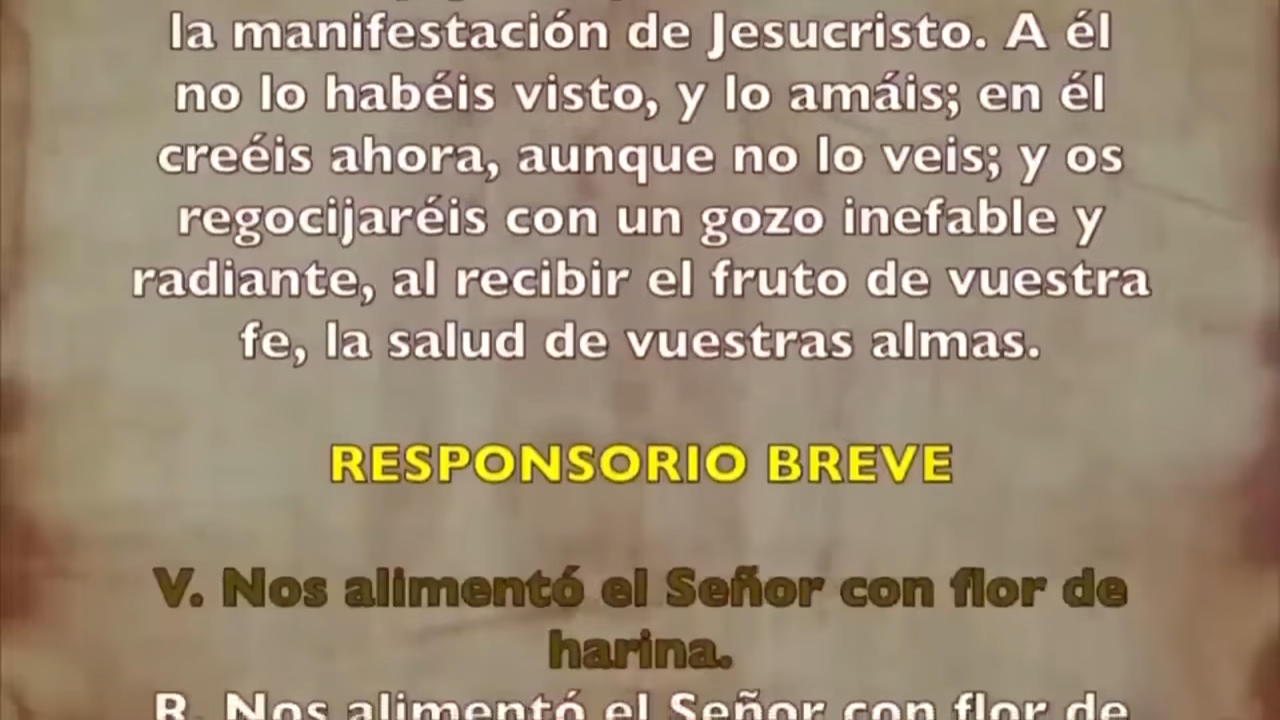 la manifestación de Jesucristo. A él
no lo habéis visto, y lo amáis; en él
creéis ahora, aunque no lo veis; y os
regocijaréis con un gozo inefable y
radiante, al recibir el fruto de vuestra
fe, la salud de vuestras almas.
RESPONSORIO BREVE
V. Nos alimentó el Señor con flor de
harina.
R. Nos alimentó el Señor con flor de